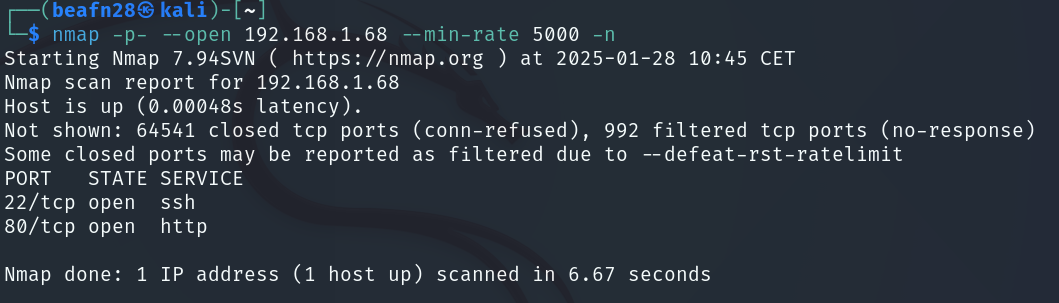 ┌──(beafn28㉿kali)-[~]
└─$ nmap -p- --open 192.168.1.68 --min-rate 5000 -n
Starting Nmap 7.94SVN ( https://nmap.org ) at 2025-01-28 10:45 CET
Nmap scan report for 192.168.1.68
Host is up (0.00048s latency).
Not shown: 64541 closed tcp ports (conn-refused), 992 filtered tcp ports (no-response)
Some closed ports may be reported as filtered due to --defeat-rst-ratelimit
PORT   STATE SERVICE
22/tcp open  ssh
80/tcp open  http

Nmap done: 1 IP address (1 host up) scanned in 6.67 seconds